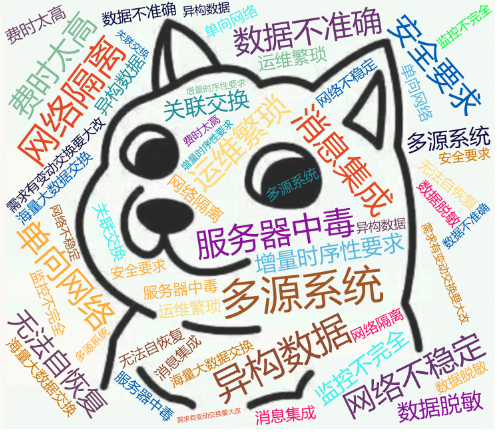 费时太高
数据不准确
异构数据
单向网络
监控不完全
费时太高
网络隔离
关联交换
异构数据
数据不准确
运维繁琐
安全要求
增量时序性要求
关联交换
网络不稳定
单向网络
费时太高
运维繁琐
消息集成
多源系统
安全要求
需求有变动交换要大改
海量大数据交换
增量时序性要求
网络隔离
多源系统
无法自恢复
数据脱敏
数据不准确
网络不稳定
关联交换
服务器中毒
异构数据
单向网络
安全要求
增量时序性要求
需求有变动交换要大改
监控不完全
服务器中毒
运维繁琐
多源系统
多源系统
无法自恢复
海量大数据交换
无法自恢复
消息集成
海量大数据交换
异构数据
网络隔离
监控不完全
网络不稳定
服务器中毒
需求有变动交换要大改
消息集成
数据脱敏
数据脱敏